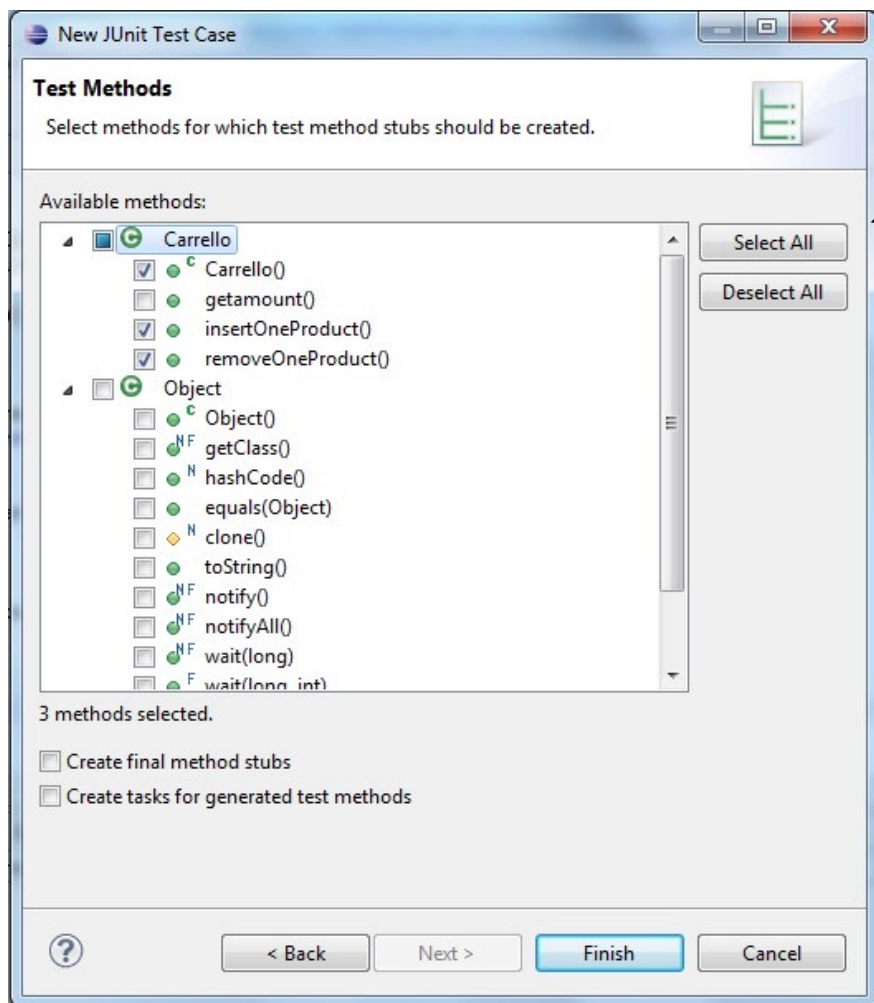 New JUnit Test Case
Test Methods
Select methods for which test method stubs should be created.
Available methods:
Carrello
Select All
C Carrello()
Deselect All
getamount()
insertOneProduct()
removeOneProduct()
Object
C Object()
NF getClass()
N hashCode()
equals(Object)
N clone()
toString()
NF notify()
NF notifyAll()
NF wait(long)
F wait(long, int)
3 methods selected.
Create final method stubs
Create tasks for generated test methods
? < Back Next > Finish Cancel